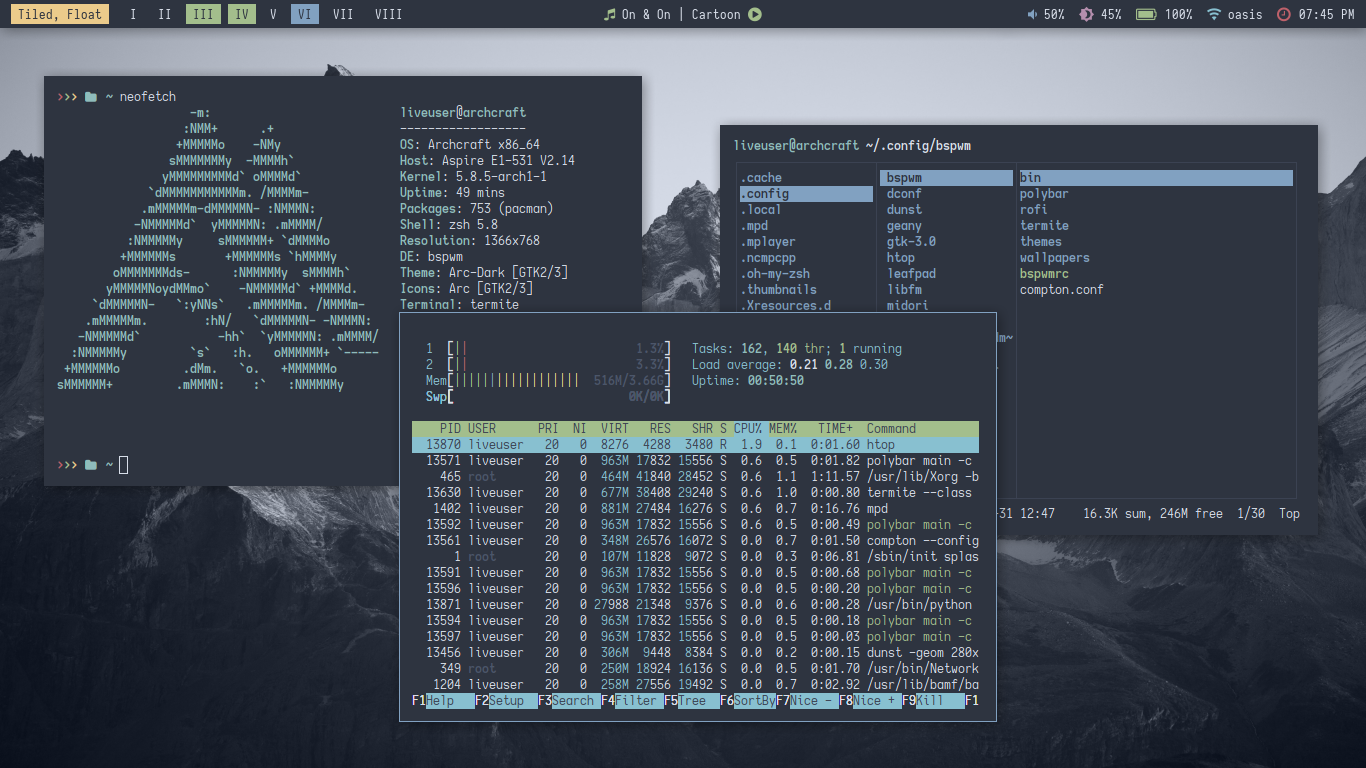 Tiled, Float I II III IV V VI VII VIII On & On | Cartoon 50% 45% 100% oasis 07:45 PM
>>> ~ neofetch
-m:
:NMM+ .+
+MMMMMo -NMy
sMMMMMMMy -MMMMh`
yMMMMMMMMMd` oMMMMd`
`dMMMMMMMMMMMm. /MMMMm-
.mMMMMMm-dMMMMMN- :NMMMN:
-NMMMMMd` yMMMMMN: .mMMMM/
:NMMMMMy sMMMMMM+ `dMMMMo
+MMMMMMs +MMMMMMs `hMMMMy
oMMMMMMMds- :NMMMMMy sMMMMh`
yMMMMMNoydMMmo` -NMMMMMd` +MMMMd.
`dMMMMMN- `:yNNs` .mMMMMMm. /MMMMm-
.mMMMMMm. :hN/ `dMMMMMN- -NMMMN:
-NMMMMMd` -hh` `yMMMMMN: .mMMMM/
:NMMMMMy `s` :h. oMMMMMM+ `-----
+MMMMMMo .dMm. `o. +MMMMMMo
sMMMMMM+ .mMMMN: :` :NMMMMMy
liveuser@archcraft
------------------
OS: Archcraft x86_64
Host: Aspire E1-531 V2.14
Kernel: 5.8.5-arch1-1
Uptime: 49 mins
Packages: 753 (pacman)
Shell: zsh 5.8
Resolution: 1366x768
DE: bspwm
Theme: Arc-Dark [GTK2/3]
Icons: Arc [GTK2/3]
Terminal: termite
>>> ~
liveuser@archcraft ~/.config/bspwm
.cache bspwm bin
.config dconf polybar
.local dunst rofi
.mpd geany termite
.mplayer gtk-3.0 themes
.ncmpcpp htop wallpapers
.oh-my-zsh leafpad bspwmrc
.thumbnails libfm compton.conf
.Xresources.d midori
m~
-31 12:47 16.3K sum, 246M free 1/30 Top
1 [|| 1.3%] Tasks: 162, 140 thr; 1 running
2 [|| 3.3%] Load average: 0.21 0.28 0.30
Mem[|||||||||||||||||| 516M/3.66G] Uptime: 00:50:50
Swp[ 0K/0K]
PID USER PRI NI VIRT RES SHR S CPU% MEM% TIME+ Command
13870 liveuser 20 0 8276 4288 3480 R 1.9 0.1 0:01.60 htop
13571 liveuser 20 0 963M 17832 15556 S 0.6 0.5 0:01.82 polybar main -c
465 root 20 0 464M 41840 28452 S 0.6 1.1 1:11.57 /usr/lib/Xorg -b
13630 liveuser 20 0 677M 38408 29240 S 0.6 1.0 0:00.80 termite --class
1402 liveuser 20 0 881M 27484 16276 S 0.6 0.7 0:16.76 mpd
13592 liveuser 20 0 963M 17832 15556 S 0.6 0.5 0:00.49 polybar main -c
13561 liveuser 20 0 348M 26576 16072 S 0.0 0.7 0:01.50 compton --config
1 root 20 0 107M 11828 9072 S 0.0 0.3 0:06.81 /sbin/init splas
13591 liveuser 20 0 963M 17832 15556 S 0.0 0.5 0:00.68 polybar main -c
13596 liveuser 20 0 963M 17832 15556 S 0.0 0.5 0:00.20 polybar main -c
13871 liveuser 20 0 27988 21348 9376 S 0.0 0.6 0:00.28 /usr/bin/python
13594 liveuser 20 0 963M 17832 15556 S 0.0 0.5 0:00.18 polybar main -c
13597 liveuser 20 0 963M 17832 15556 S 0.0 0.5 0:00.03 polybar main -c
13456 liveuser 20 0 306M 9448 8384 S 0.0 0.2 0:00.15 dunst -geom 280x
349 root 20 0 250M 18924 16136 S 0.0 0.5 0:01.70 /usr/bin/Network
1204 liveuser 20 0 258M 27556 19492 S 0.0 0.7 0:02.92 /usr/lib/bamf/ba
F1Help F2Setup F3Search F4Filter F5Tree F6SortBy F7Nice - F8Nice + F9Kill F1